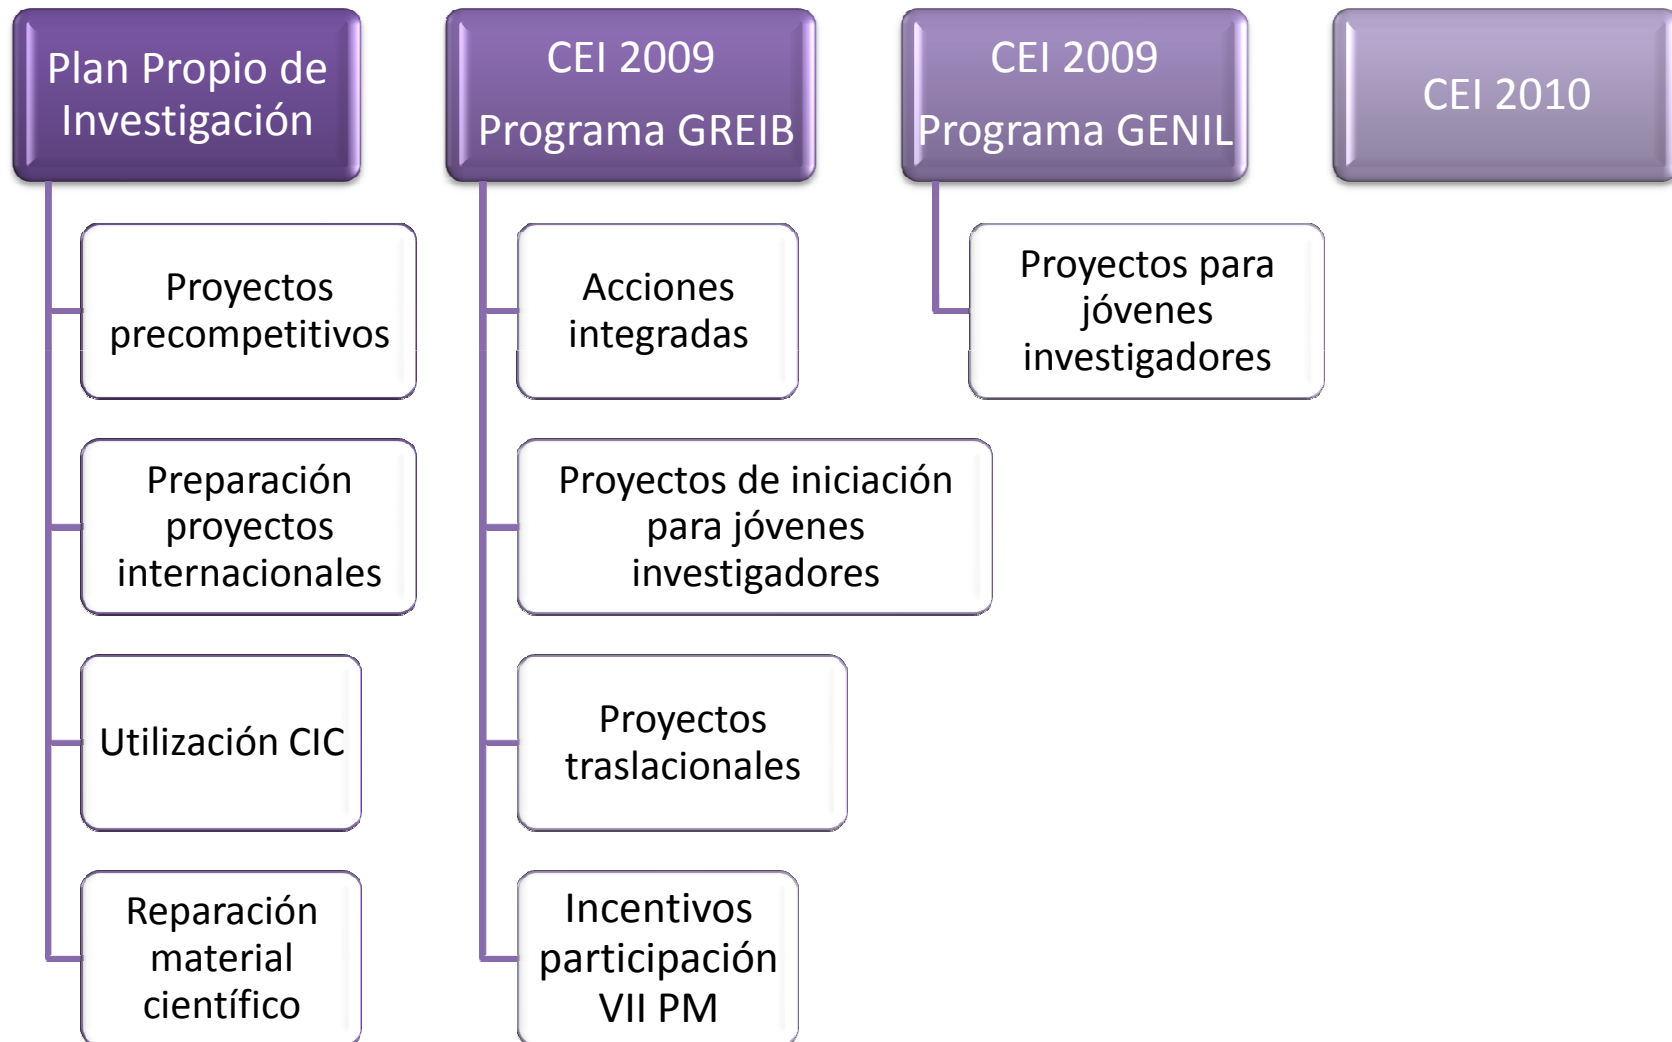 Plan Propio de
Investigación
Proyectos
precompetitivos
Preparación
proyectos
internacionales
Utilización CIC
Reparación
material
científico
CEI 2009
Programa GREIB
Acciones
integradas
Proyectos de iniciación
para jóvenes
investigadores
Proyectos
traslacionales
Incentivos
participación
VII PM
CEI 2009
Programa GENIL
Proyectos para
jóvenes
investigadores
CEI 2010